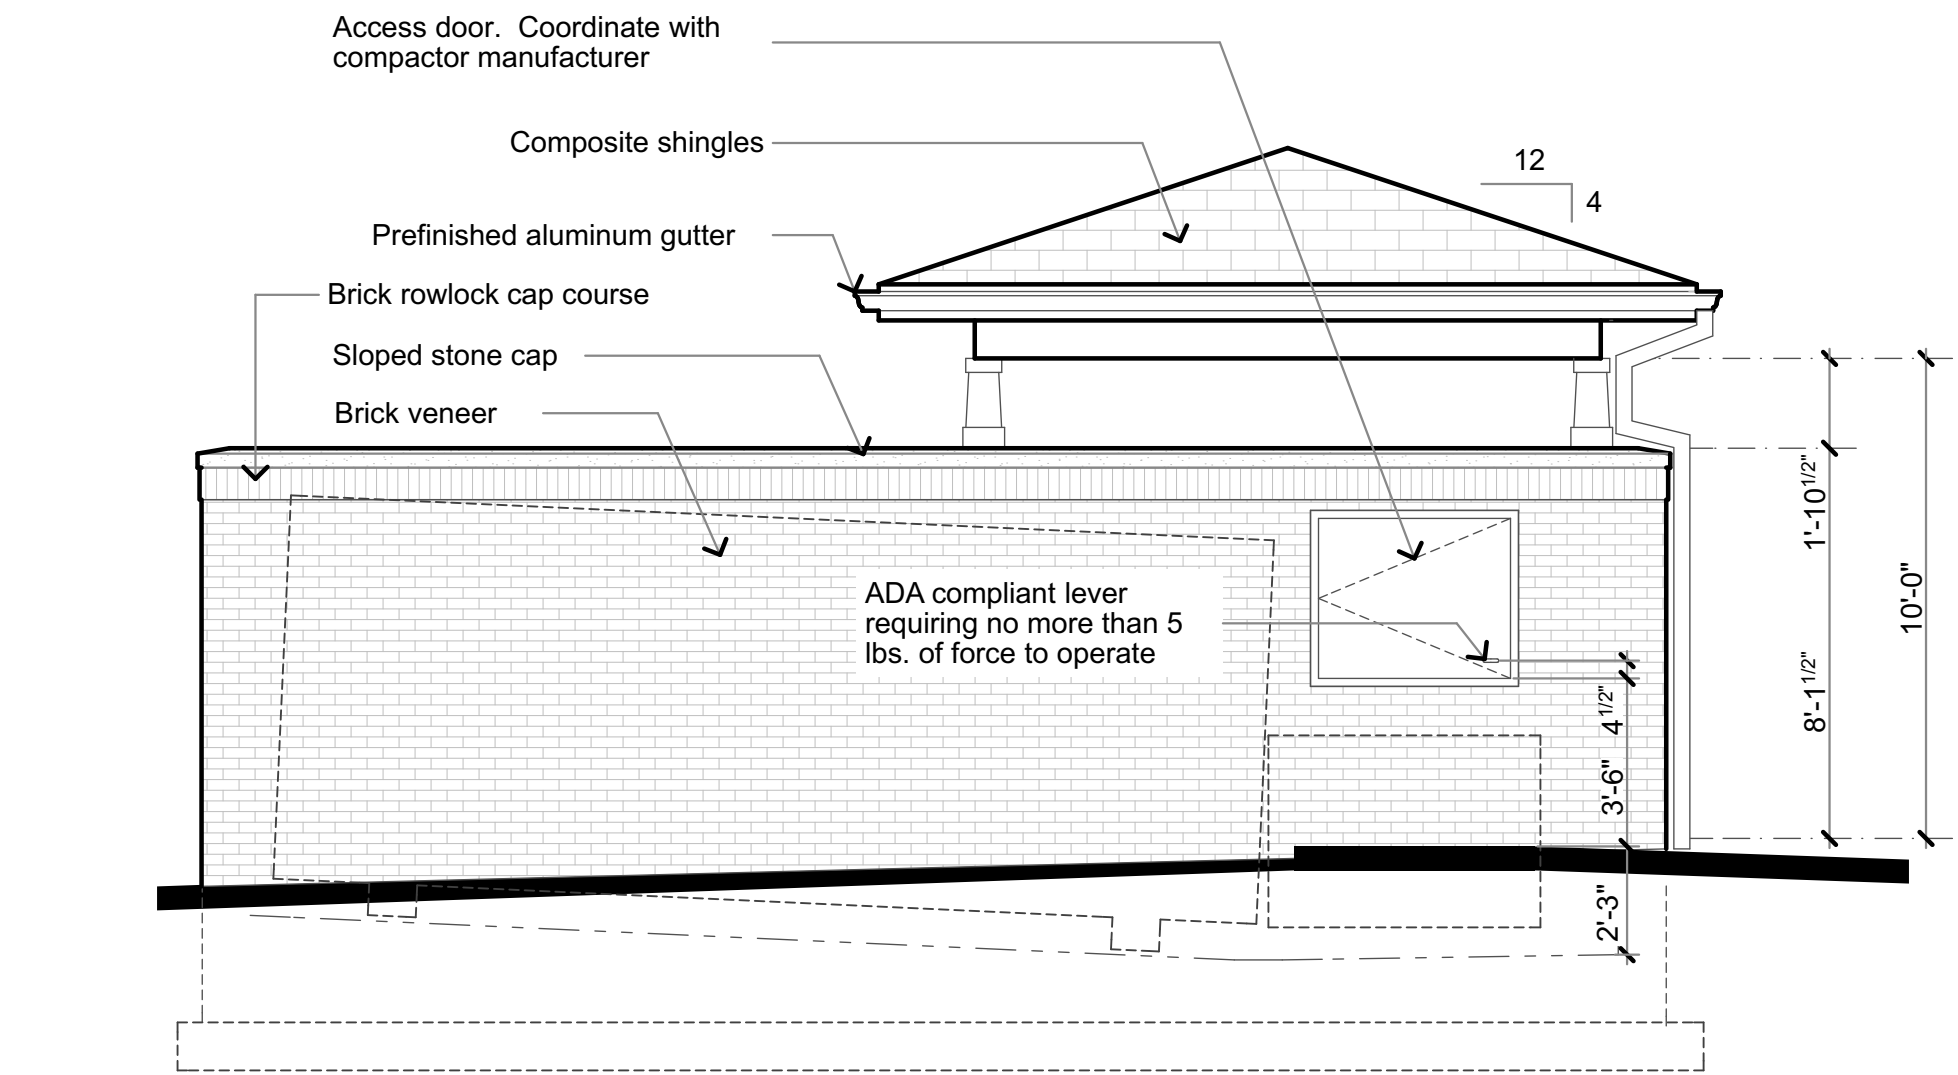 Access door.  Coordinate with
compactor manufacturer
Composite shingles
12
4
Prefinished aluminum gutter
Brick rowlock cap course
Sloped stone cap
Brick veneer
ADA compliant lever
requiring no more than 5
lbs. of force to operate
1'-10 1/2"
10'-0"
8'-1 1/2"
4 1/2"
3'-6"
2'-3"